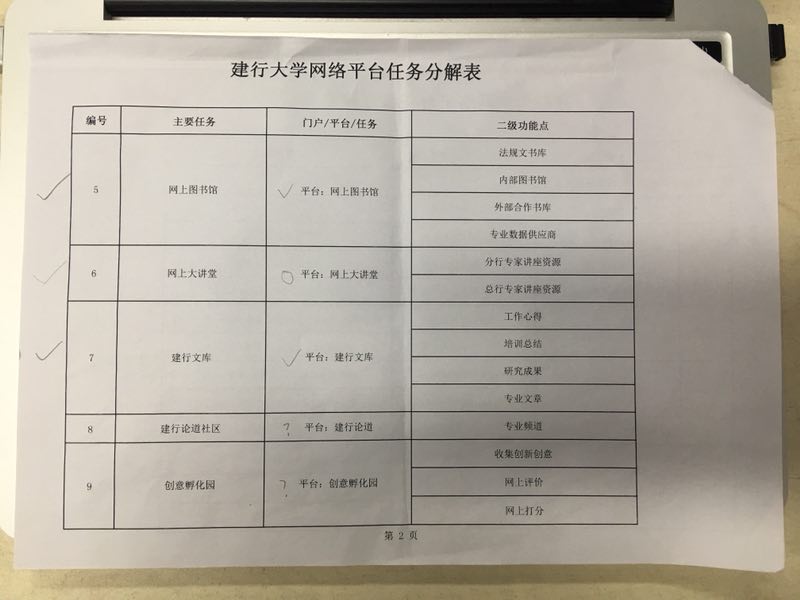 建行大学网络平台任务分解表
编号 主要任务 门户/平台/任务 二级功能点
5 网上图书馆 平台：网上图书馆 法规文书库
内部图书馆
外部合作书库
专业数据供应商
6 网上大讲堂 平台：网上大讲堂 分行专家讲座资源
总行专家讲座资源
7 建行文库 平台：建行文库 工作心得
培训总结
研究成果
专业文章
8 建行论道社区 ? 平台：建行论道 专业频道
9 创意孵化园 ? 平台：创意孵化园 收集创新创意
网上评价
网上打分
第 2 页